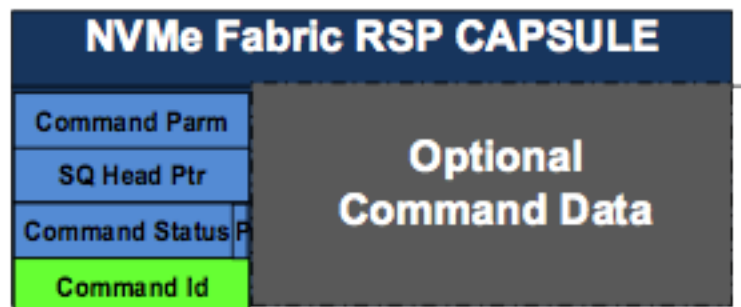 NVMe Fabric RSP CAPSULE
Command Parm
SQ Head Ptr
Command Status P
Command Id
Optional
Command Data